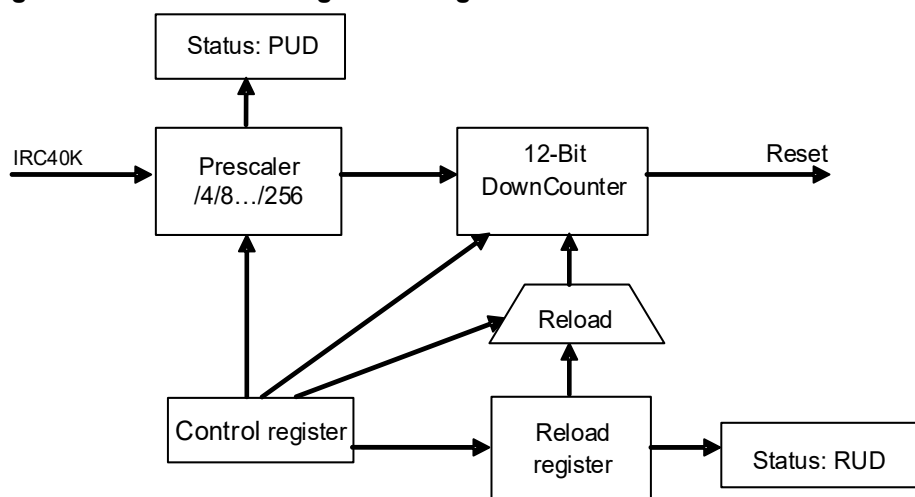 Status: PUD
IRC40K
Prescaler
/4/8.../256
12-Bit
DownCounter
Reset
Reload
Control register
Reload
register
Status: RUD